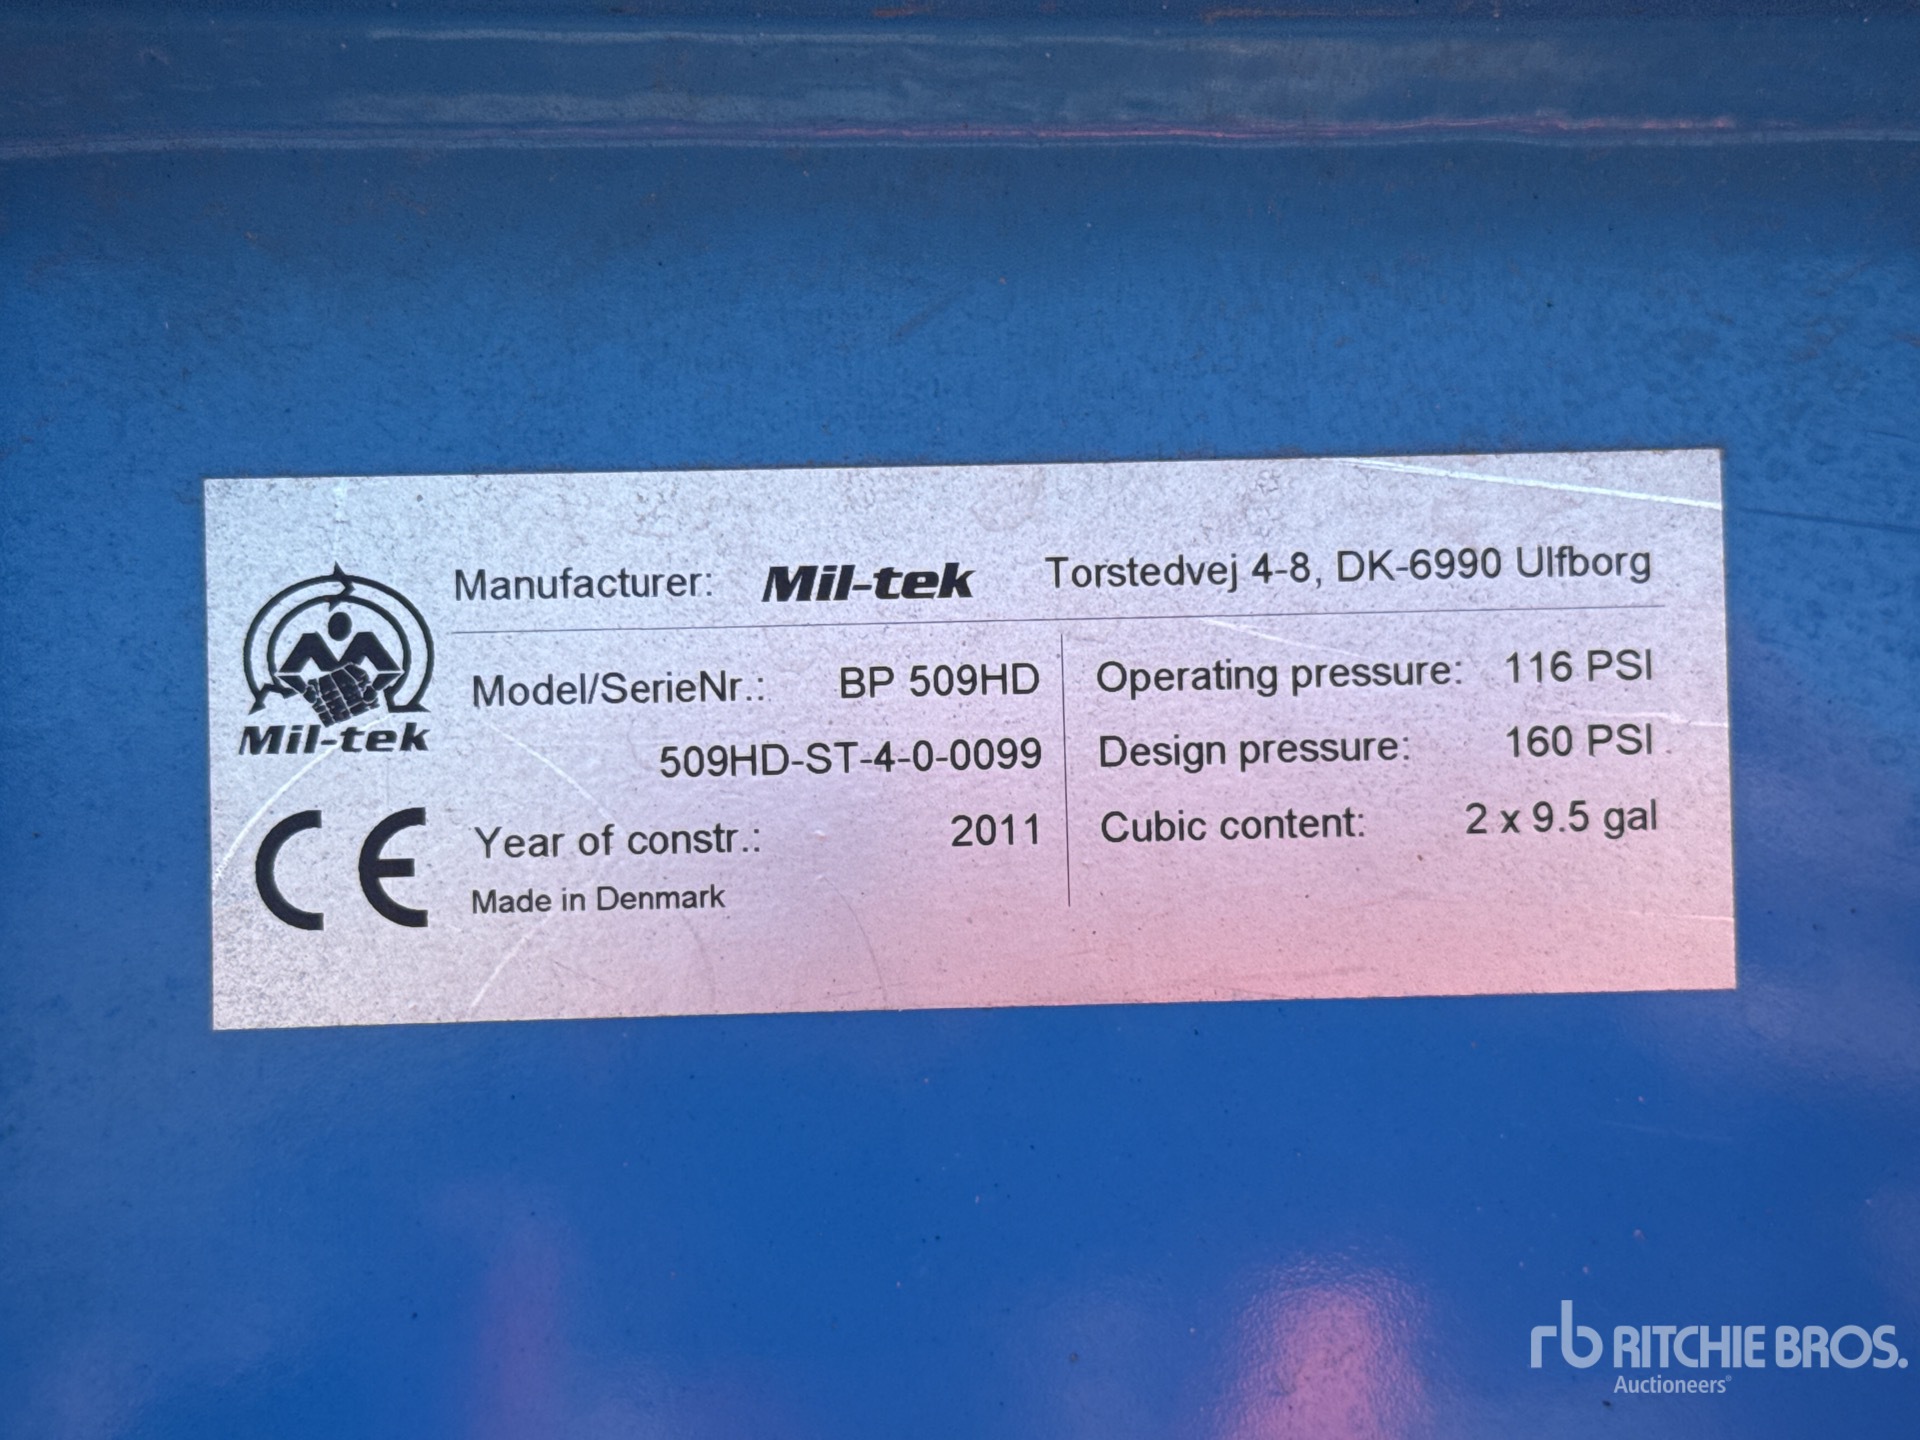 Manufacturer: Mil-tek Torstedvej 4-8, DK-6990 Ulfborg
Mil-tek
Model/SerieNr.: BP 509HD
509HD-ST-4-0-0099
Year of constr.: 2011
Made in Denmark
Operating pressure: 116 PSI
Design pressure: 160 PSI
Cubic content: 2 x 9.5 gal
CE
rb RITCHIE BROS.
Auctioneers®